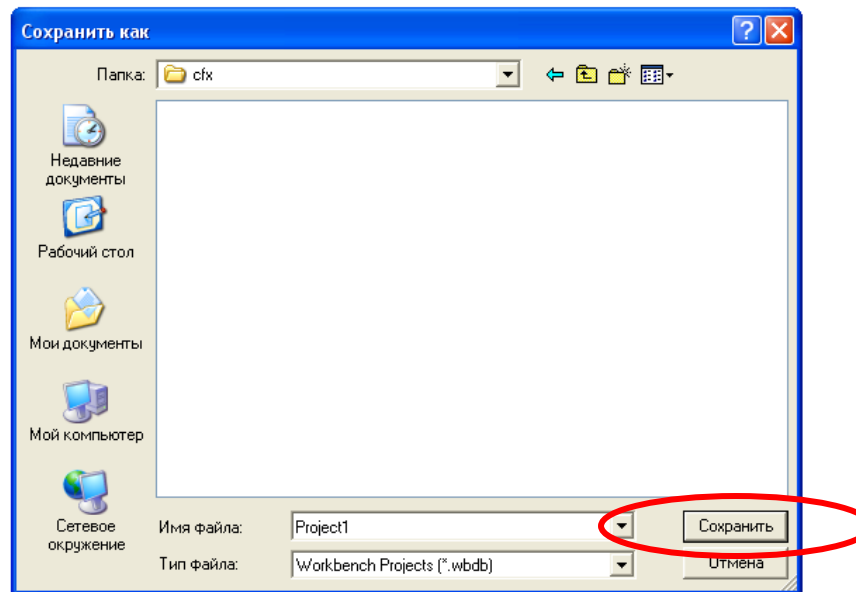 Сохранить как
Папка:
cfx
Недавние
документы
Рабочий стол
Мои документы
Мой компьютер
Сетевое
окружение
Имя файла:
Project1
Сохранить
Тип файла:
Workbench Projects (*.wbdb)
Отмена